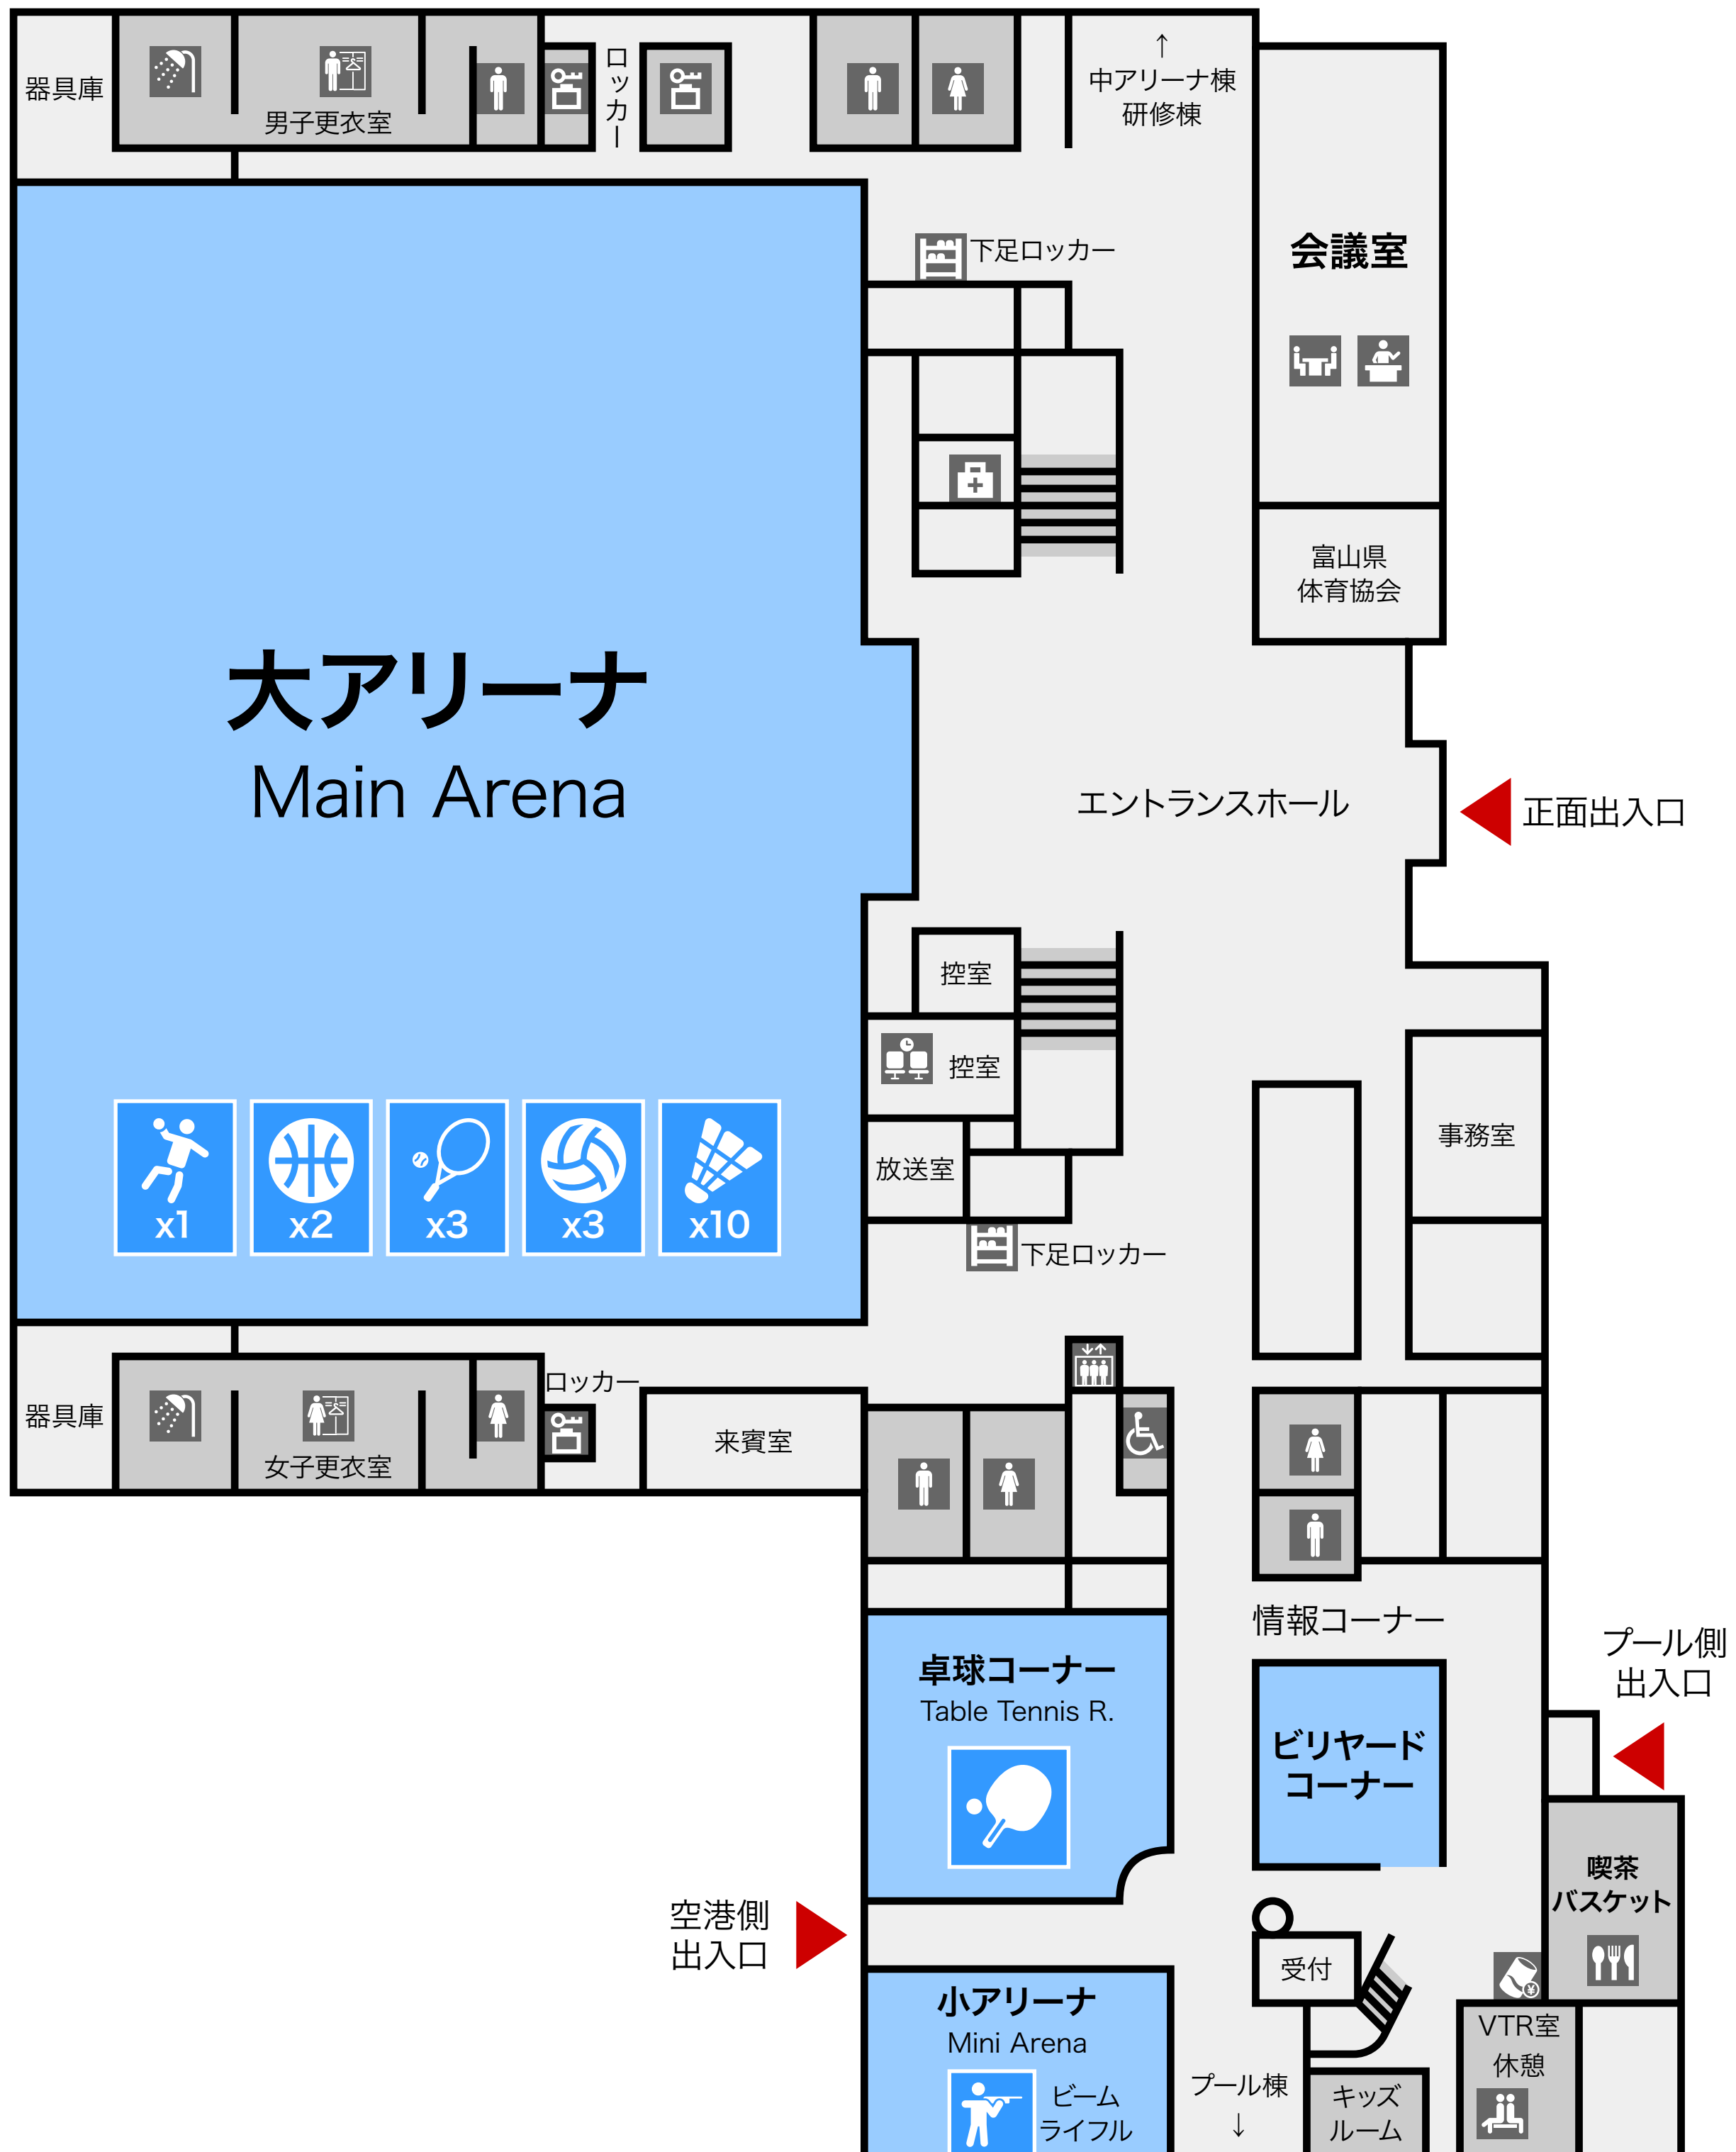 器具庫
男子更衣室
ロッカー
↑
中アリーナ棟
研修棟
下足ロッカー
会議室
富山県
体育協会
大アリーナ
Main Arena
エントランスホール
正面出入口
控室
控室
放送室
事務室
x1
x2
x3
x3
x10
下足ロッカー
器具庫
女子更衣室
ロッカー
来賓室
情報コーナー
プール側
出入口
卓球コーナー
Table Tennis R.
ビリヤード
コーナー
喫茶
バスケット
空港側
出入口
受付
小アリーナ
Mini Arena
ビーム
ライフル
プール棟
↓
キッズ
ルーム
¥
VTR室
休憩